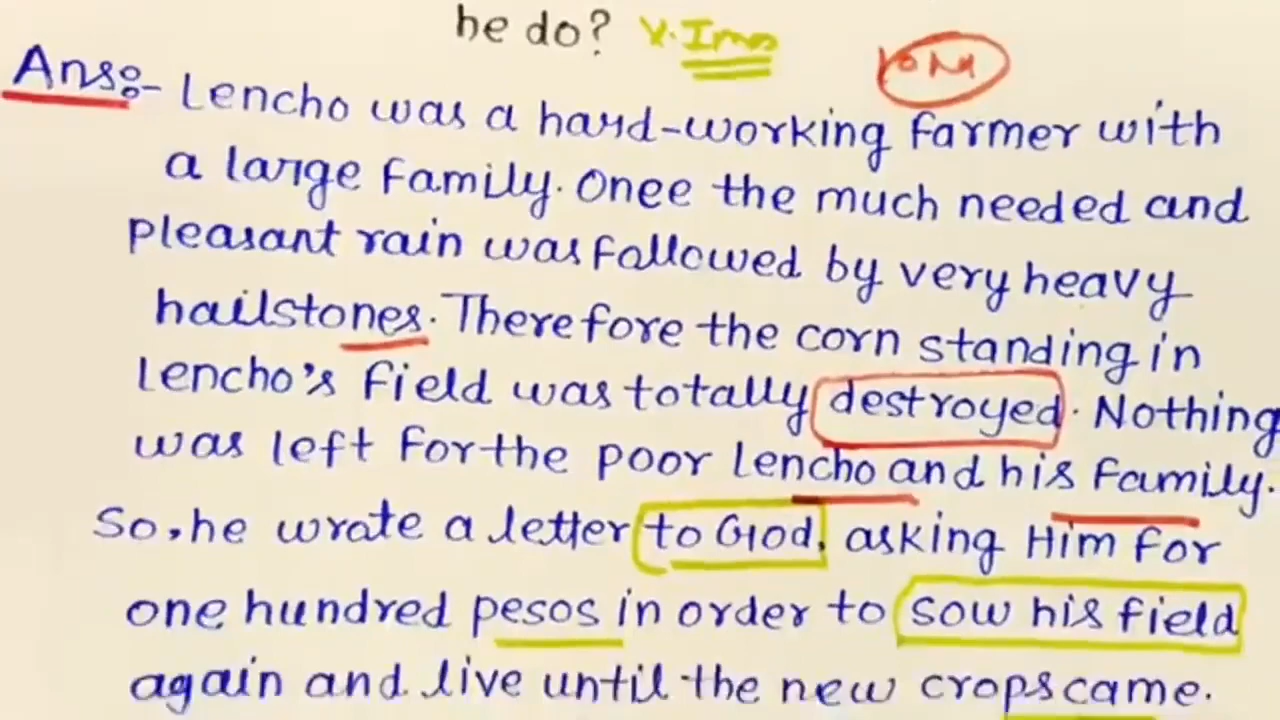 he do? V.Imp
Ans:- Lencho was a hard-working farmer with
a large family. Onee the much needed and
pleasant rain was followed by very heavy
hailstones. Therefore the corn standing in
Lencho's field was totally destroyed. Nothing
was left for the poor Lencho and his family.
So, he wrote a letter to God, asking Him for
one hundred pesos in order to sow his field
again and live until the new crops came.